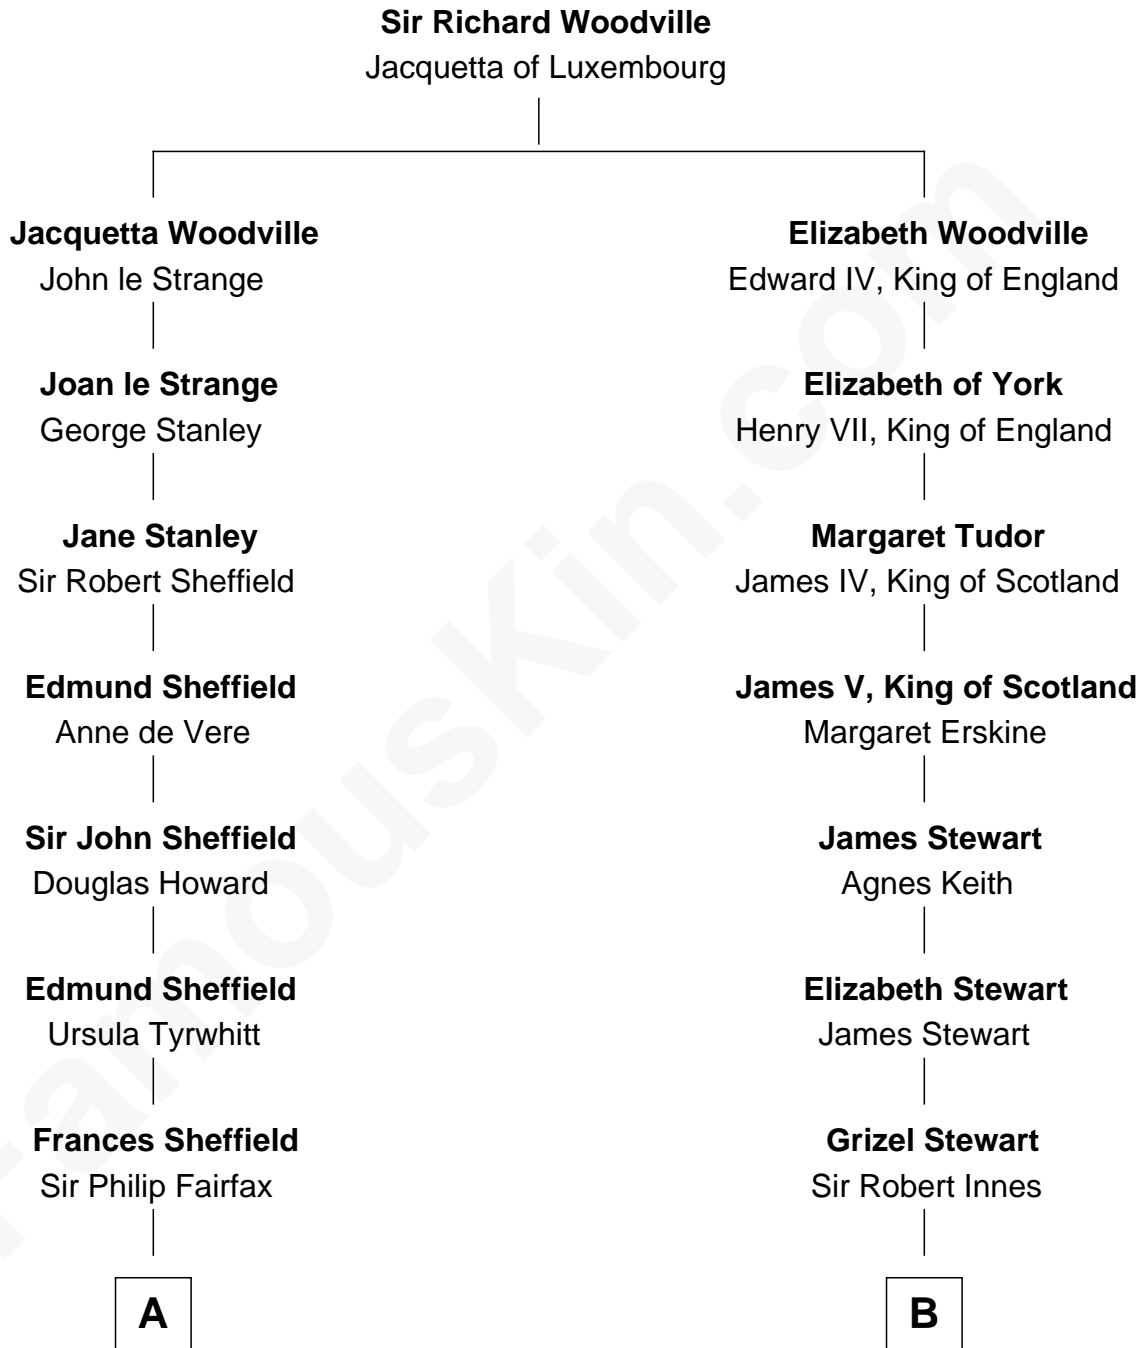 Sir Richard Woodville
Jacquetta of Luxembourg
Jacquetta Woodville
John le Strange
Elizabeth Woodville
Edward IV, King of England
Joan le Strange
George Stanley
Elizabeth of York
Henry VII, King of England
Jane Stanley
Sir Robert Sheffield
Margaret Tudor
James IV, King of Scotland
Edmund Sheffield
Anne de Vere
James V, King of Scotland
Margaret Erskine
Sir John Sheffield
Douglas Howard
James Stewart
Agnes Keith
Edmund Sheffield
Ursula Tyrwhitt
Elizabeth Stewart
James Stewart
Frances Sheffield
Sir Philip Fairfax
Grizel Stewart
Sir Robert Innes
A
B
FamousKin.com